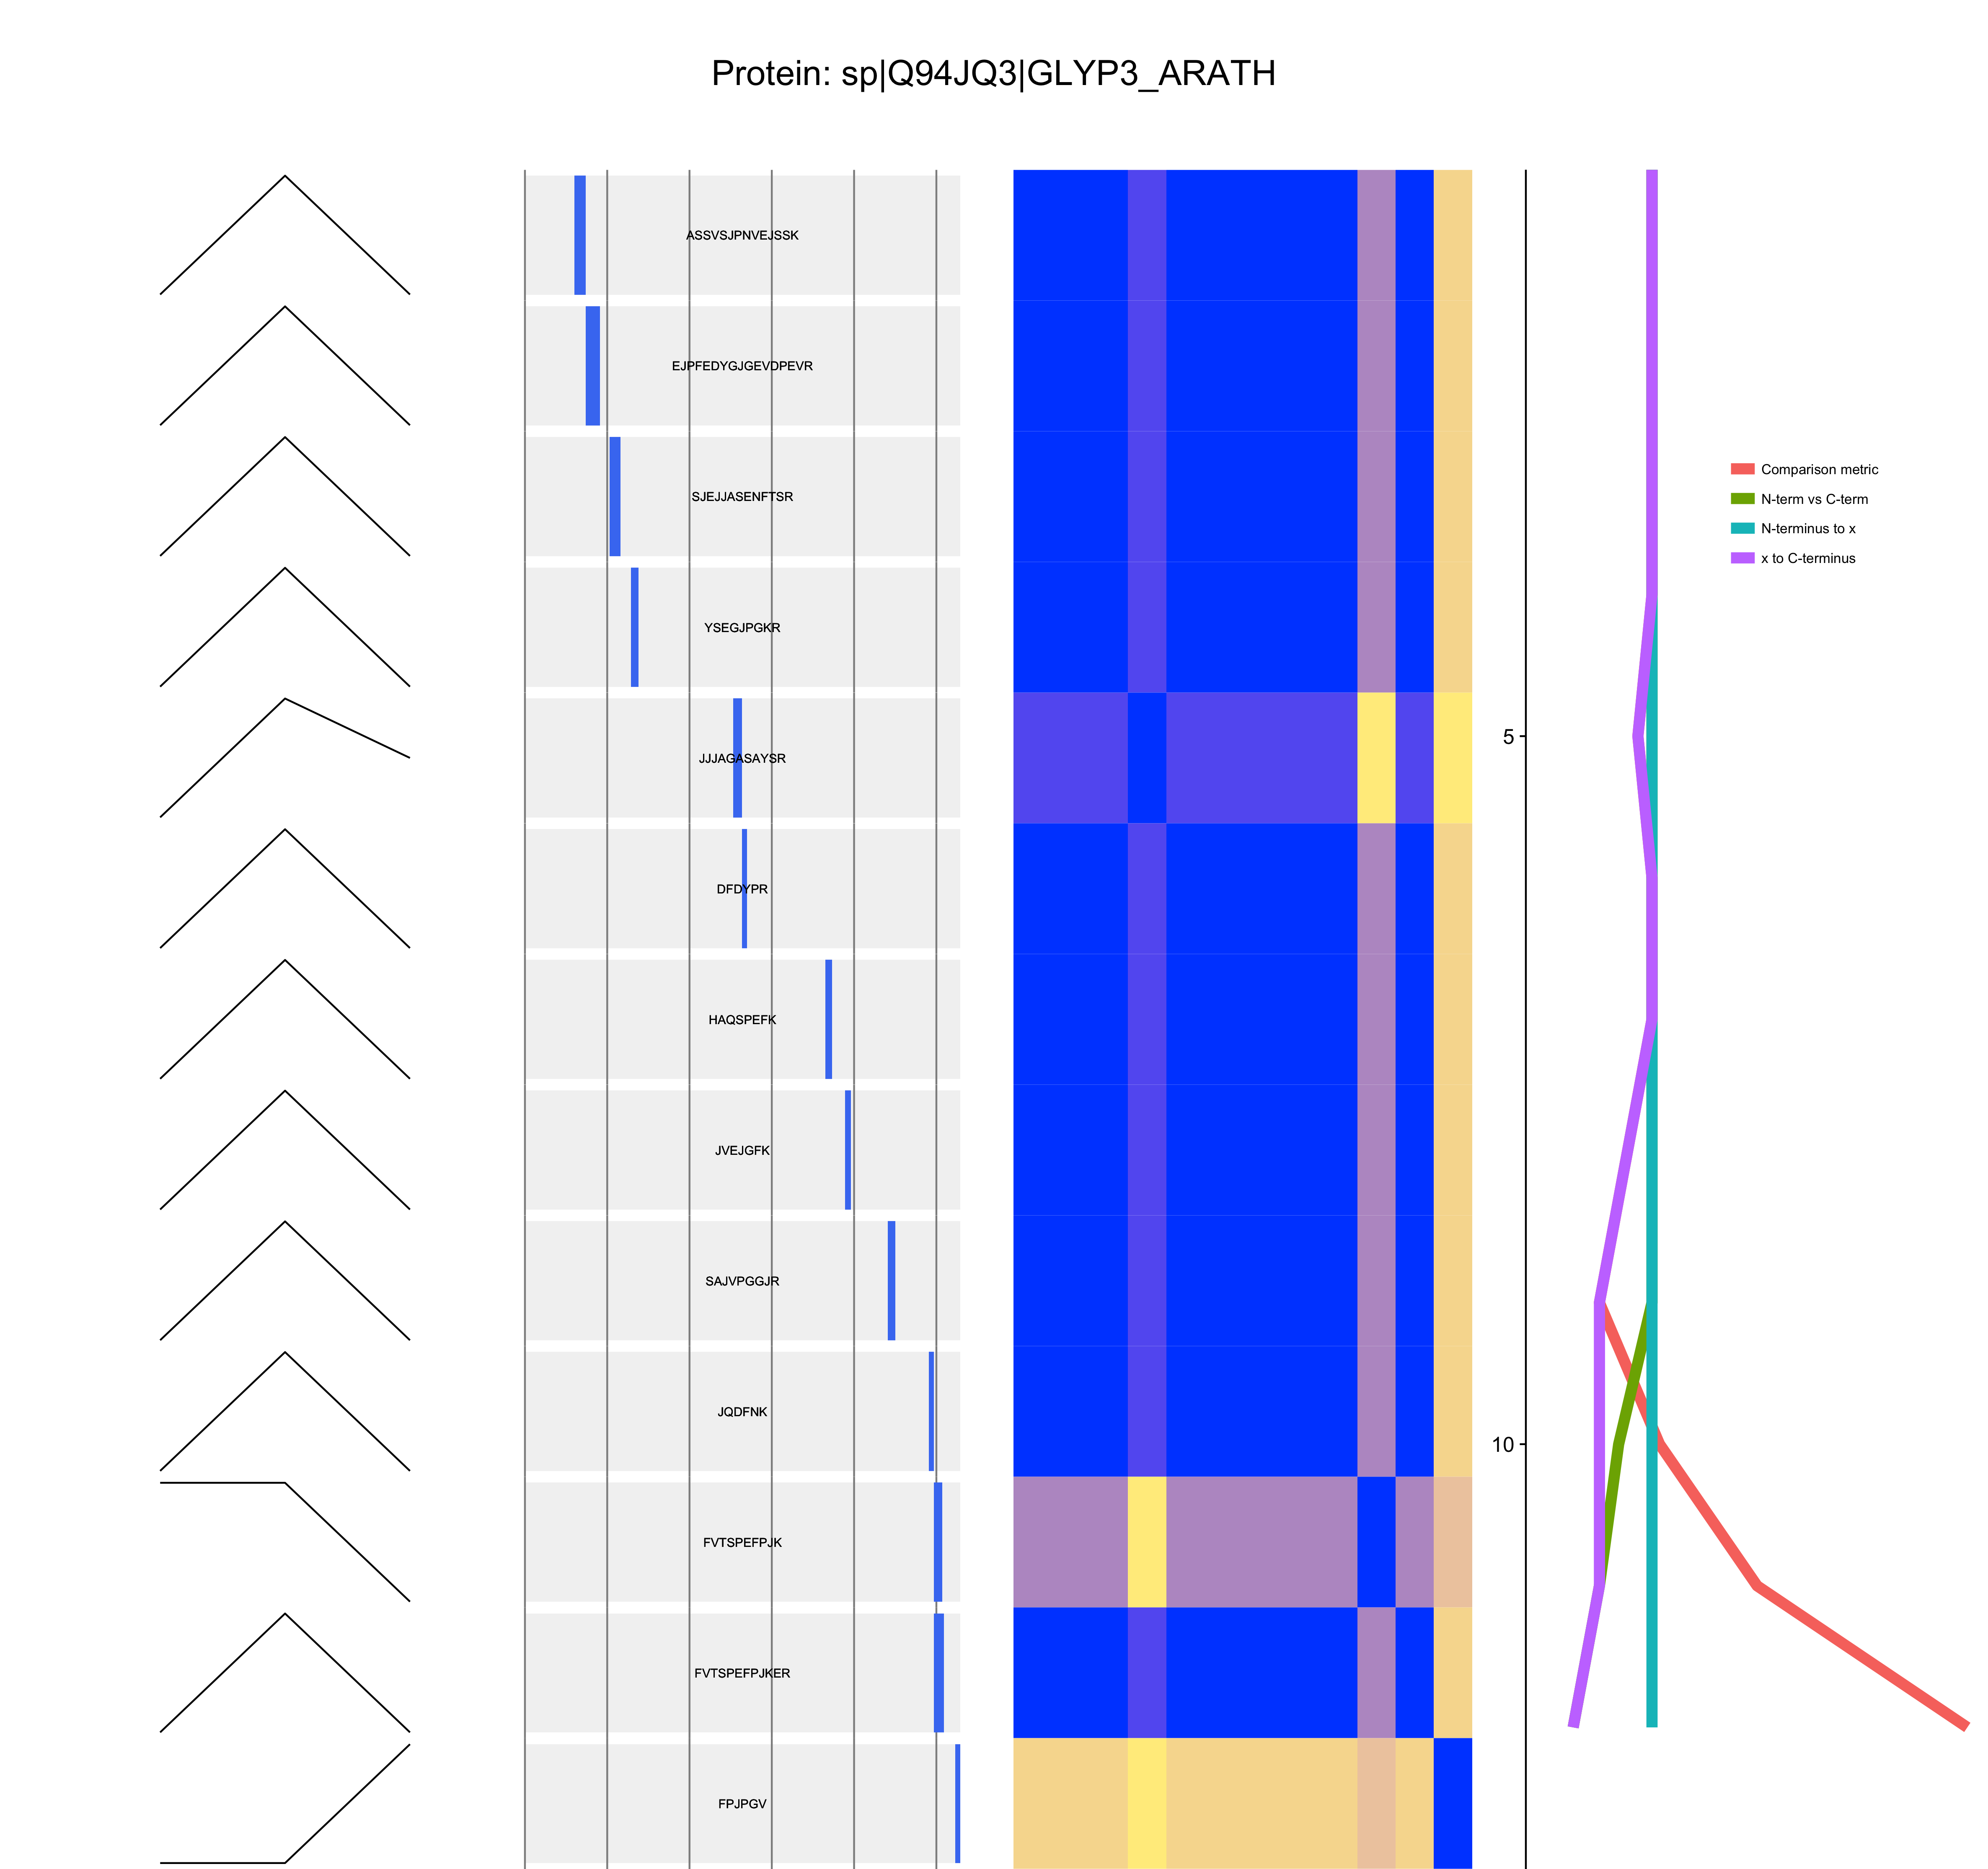 Protein: sp|Q94JQ3|GLYP3_ARATH
ASSVSJPNVEJSSK
EJPFEDYGJGEVDPEVR
SJEJJASENFTSR
YSEGJPGKR
JJJAGASAYSR
DFDYPR
HAQSPEFK
JVEJGFK
SAJVPGGJR
JQDFNK
FVTSPEFPJK
FVTSPEFPJKER
FPJPGV
5
10
Comparison metric
N-term vs C-term
N-terminus to x
x to C-terminus